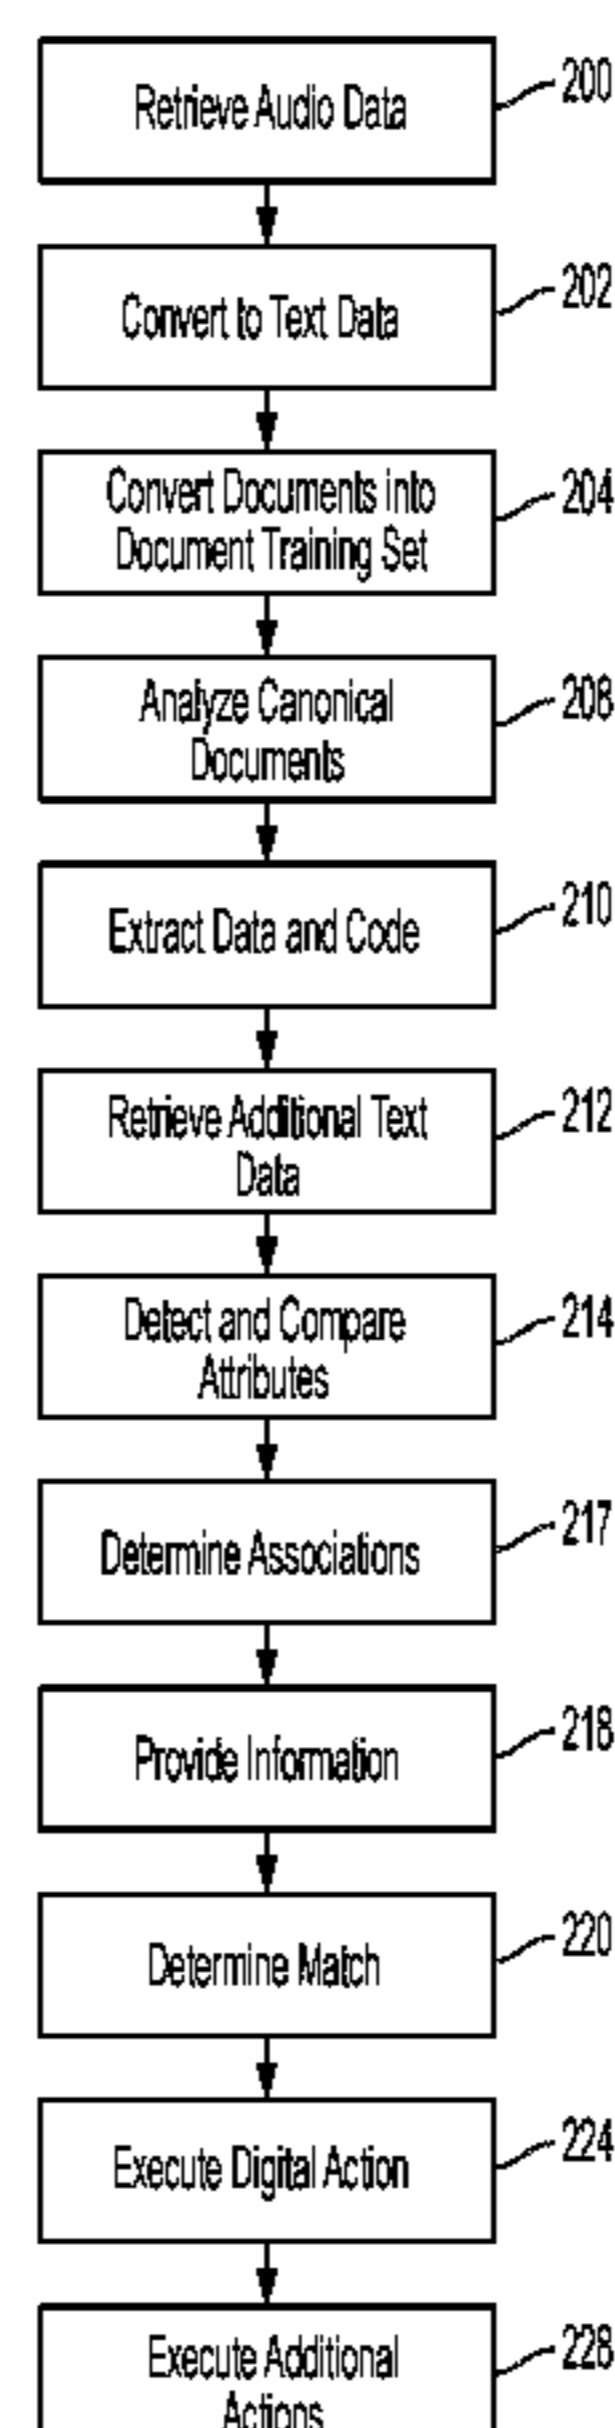 Retrieve Audio Data
200
Convert to Text Data
202
Convert Documents into
Document Training Set
204
Analyze Canonical
Documents
208
Extract Data and Code
210
Retrieve Additional Text
Data
212
Detect and Compare
Attributes
214
Determine Associations
217
Provide Information
218
Determine Match
220
Execute Digital Action
224
Execute Additional
Actions
228